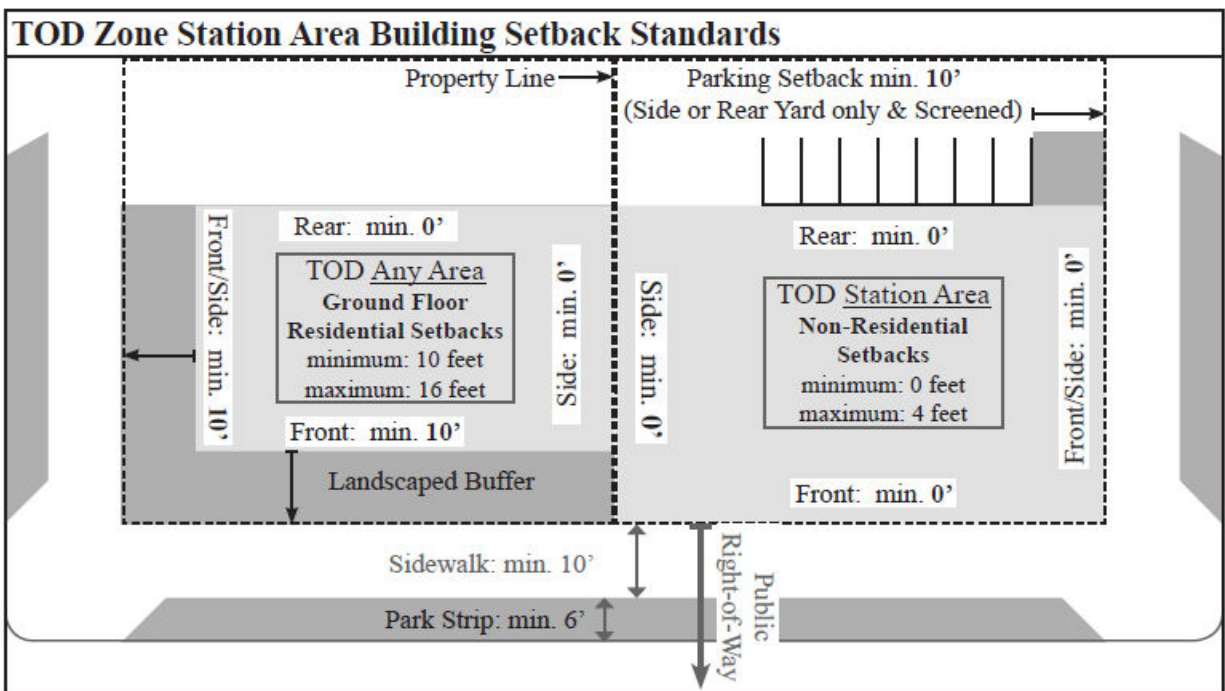 TOD Zone Station Area Building Setback Standards
Property Line
Parking Setback min. 10’
(Side or Rear Yard only & Screened)
Front/Side: min. 10’
Rear: min. 0’
TOD Any Area
Ground Floor
Residential Setbacks
minimum: 10 feet
maximum: 16 feet
Side: min. 0’
Front: min. 10’
Landscaped Buffer
Side: min. 0’
Rear: min. 0’
TOD Station Area
Non-Residential
Setbacks
minimum: 0 feet
maximum: 4 feet
Front/Side: min. 0’
Front: min. 0’
Sidewalk: min. 10’
Park Strip: min. 6’
Public
Right-of-Way